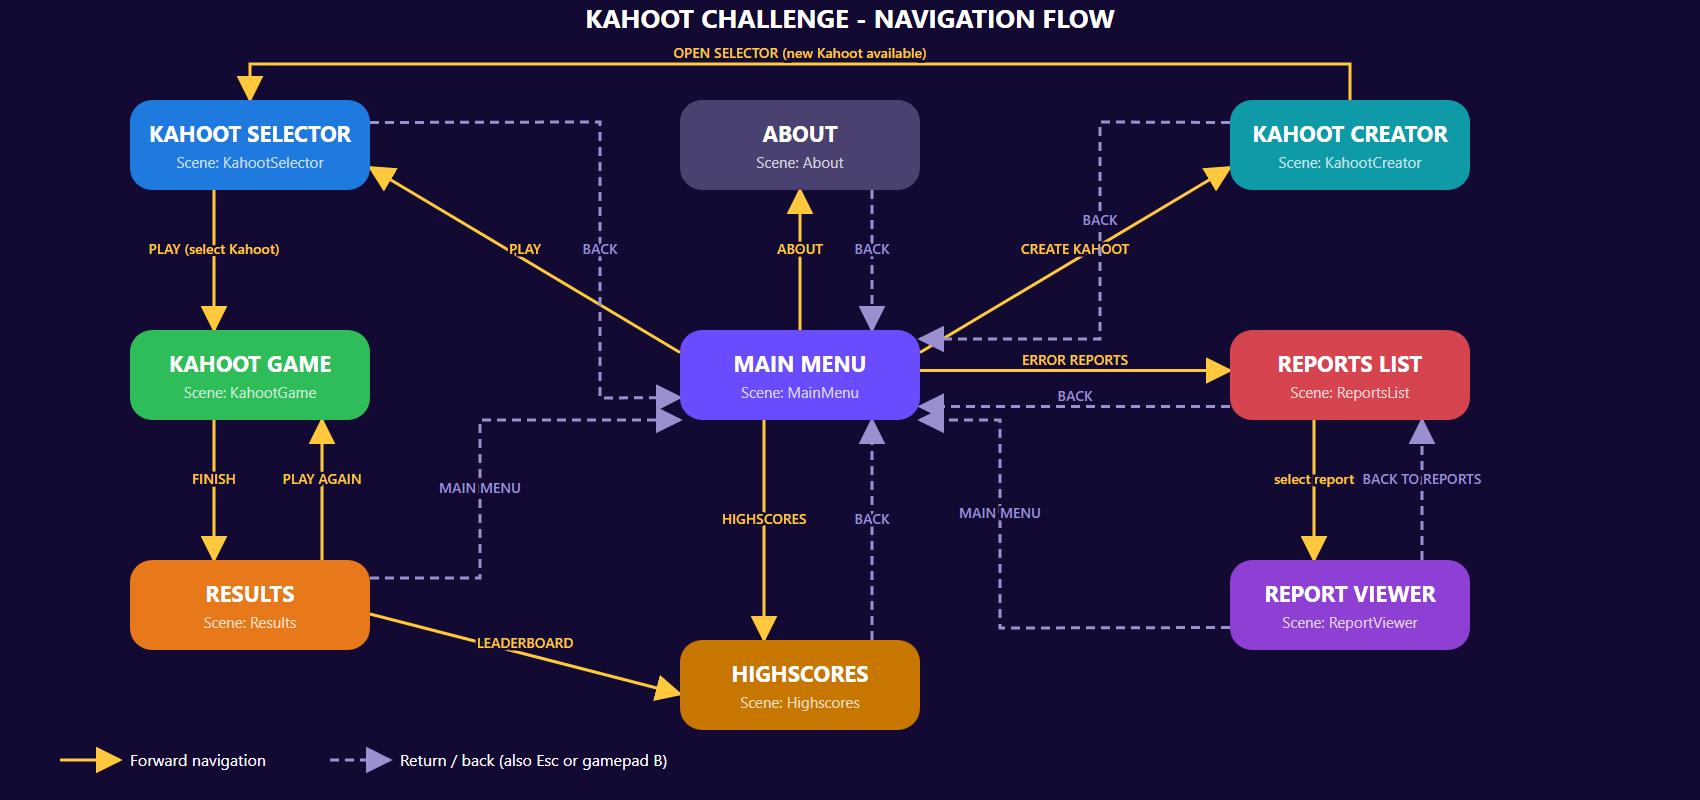 KAHOOT CHALLENGE - NAVIGATION FLOW
OPEN SELECTOR (new Kahoot available)
KAHOOT SELECTOR
Scene: KahootSelector
ABOUT
Scene: About
KAHOOT CREATOR
Scene: KahootCreator
BACK
PLAY (select Kahoot)
PLAY
BACK
ABOUT
BACK
CREATE KAHOOT
KAHOOT GAME
Scene: KahootGame
MAIN MENU
Scene: MainMenu
ERROR REPORTS
BACK
REPORTS LIST
Scene: ReportsList
FINISH
PLAY AGAIN
MAIN MENU
HIGHSCORES
BACK
MAIN MENU
select report
BACK TO REPORTS
RESULTS
Scene: Results
LEADERBOARD
HIGHSCORES
Scene: Highscores
REPORT VIEWER
Scene: ReportViewer
Forward navigation
Return / back (also Esc or gamepad B)